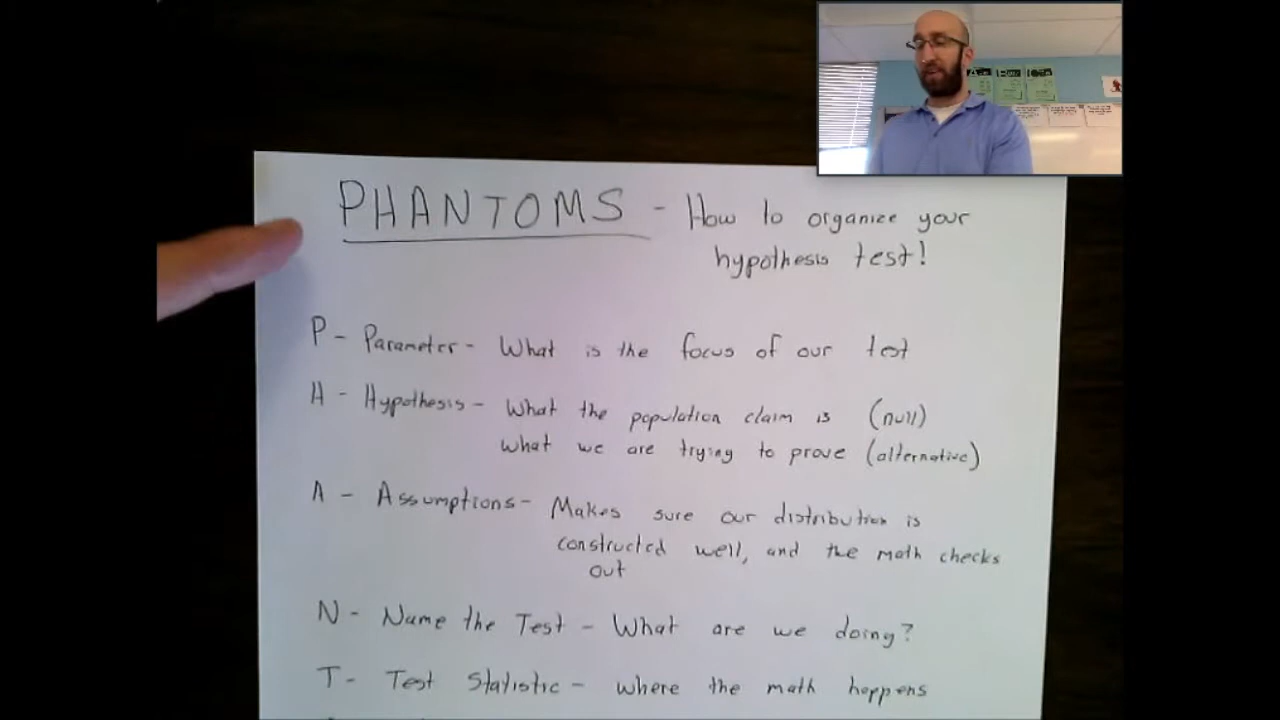 PHANTOMS - How to organize your
hypothesis test!
P - Parameter - What is the focus of our test
H - Hypothesis - What the population claim is (null)
what we are trying to prove (alternative)
A - Assumptions - Makes sure our distribution is
constructed well, and the math checks
out
N - Name the Test - What are we doing?
T - Test Statistic - where the math happens